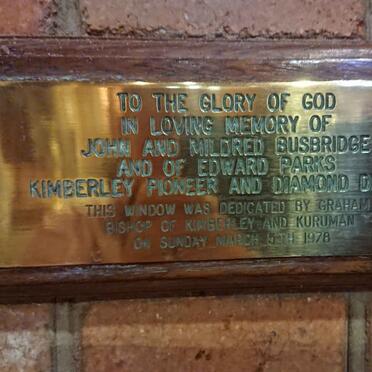 TO THE GLORY OF GOD
IN LOVING MEMORY OF
JOHN AND MILDRED BUSBRIDGE
AND OF EDWARD PARKS
KIMBERLEY PIONEER AND DIAMOND D
THIS WINDOW WAS DEDICATED BY GRAHAM
BISHOP OF KIMBERLEY AND KURUMAN
ON SUNDAY MARCH 5TH 1978